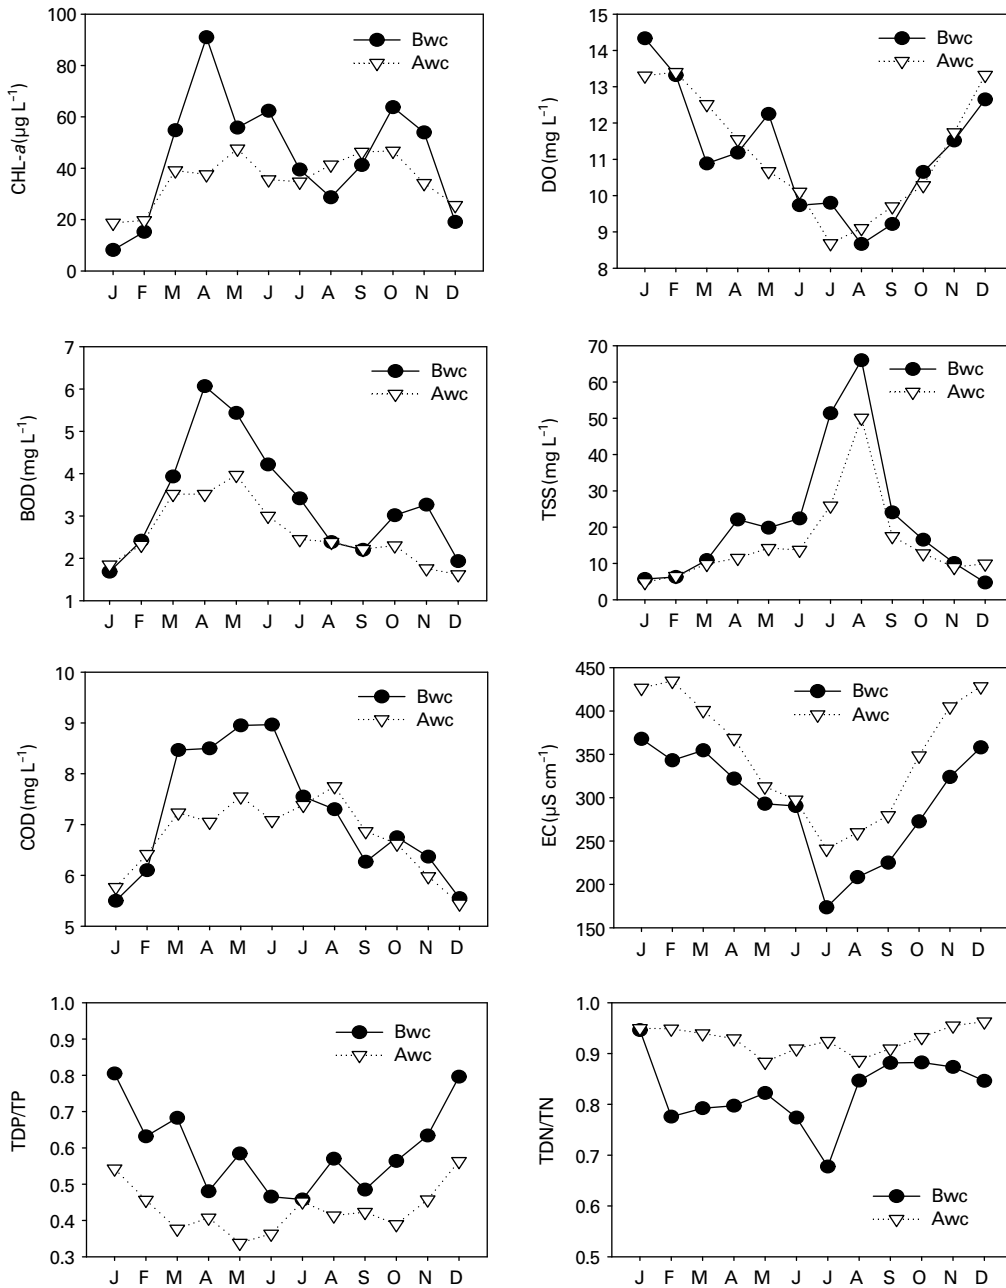 CHL-a (µg L⁻¹)
100
80
60
40
20
0
Bwc
Awc
J F M A M J J A S O N D
DO (mg L⁻¹)
15
14
13
12
11
10
9
8
Bwc
Awc
J F M A M J J A S O N D
BOD (mg L⁻¹)
7
6
5
4
3
2
1
Bwc
Awc
J F M A M J J A S O N D
TSS (mg L⁻¹)
70
60
50
40
30
20
10
0
Bwc
Awc
J F M A M J J A S O N D
COD (mg L⁻¹)
10
9
8
7
6
5
Bwc
Awc
J F M A M J J A S O N D
EC (µS cm⁻¹)
450
400
350
300
250
200
150
Bwc
Awc
J F M A M J J A S O N D
TDP/TP
1.0
0.9
0.8
0.7
0.6
0.5
0.4
0.3
Bwc
Awc
J F M A M J J A S O N D
TDN/TN
1.0
0.9
0.8
0.7
0.6
0.5
Bwc
Awc
J F M A M J J A S O N D